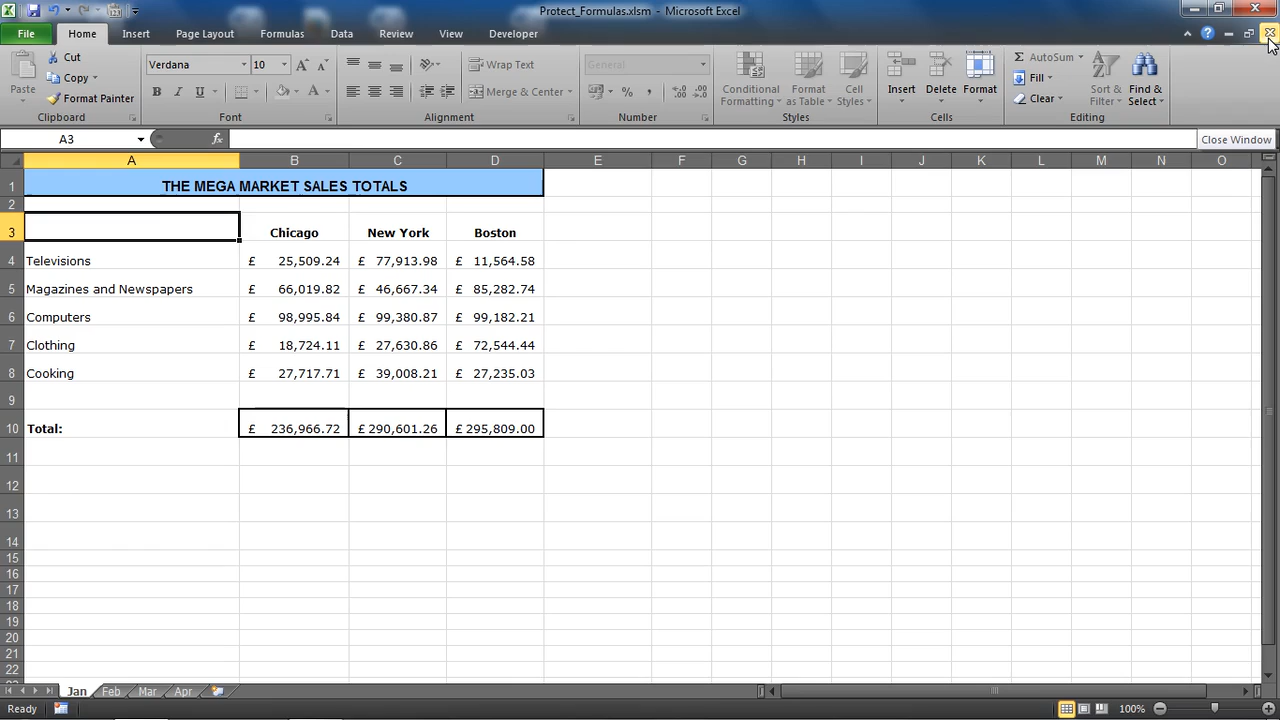 Protect_Formulas.xlsm - Microsoft Excel
File Home Insert Page Layout Formulas Data Review View Developer
Cut
Copy
Format Painter
Paste
Clipboard
Verdana 10
B I U
Font
Wrap Text
Merge & Center
Alignment
General
Number
Conditional Formatting
Format as Table
Cell Styles
Styles
Insert Delete Format
Cells
AutoSum
Fill
Clear
Sort & Filter
Find & Select
Editing
A3 fx Close Window
A B C D E F G H I J K L M N O
1 THE MEGA MARKET SALES TOTALS
2
3 Chicago New York Boston
4 Televisions £ 25,509.24 £ 77,913.98 £ 11,564.58
5 Magazines and Newspapers £ 66,019.82 £ 46,667.34 £ 85,282.74
6 Computers £ 98,995.84 £ 99,380.87 £ 99,182.21
7 Clothing £ 18,724.11 £ 27,630.86 £ 72,544.44
8 Cooking £ 27,717.71 £ 39,008.21 £ 27,235.03
9
10 Total: £ 236,966.72 £ 290,601.26 £ 295,809.00
11
12
13
14
15
16
17
18
19
20
21
22
Jan Feb Mar Apr
Ready 100%